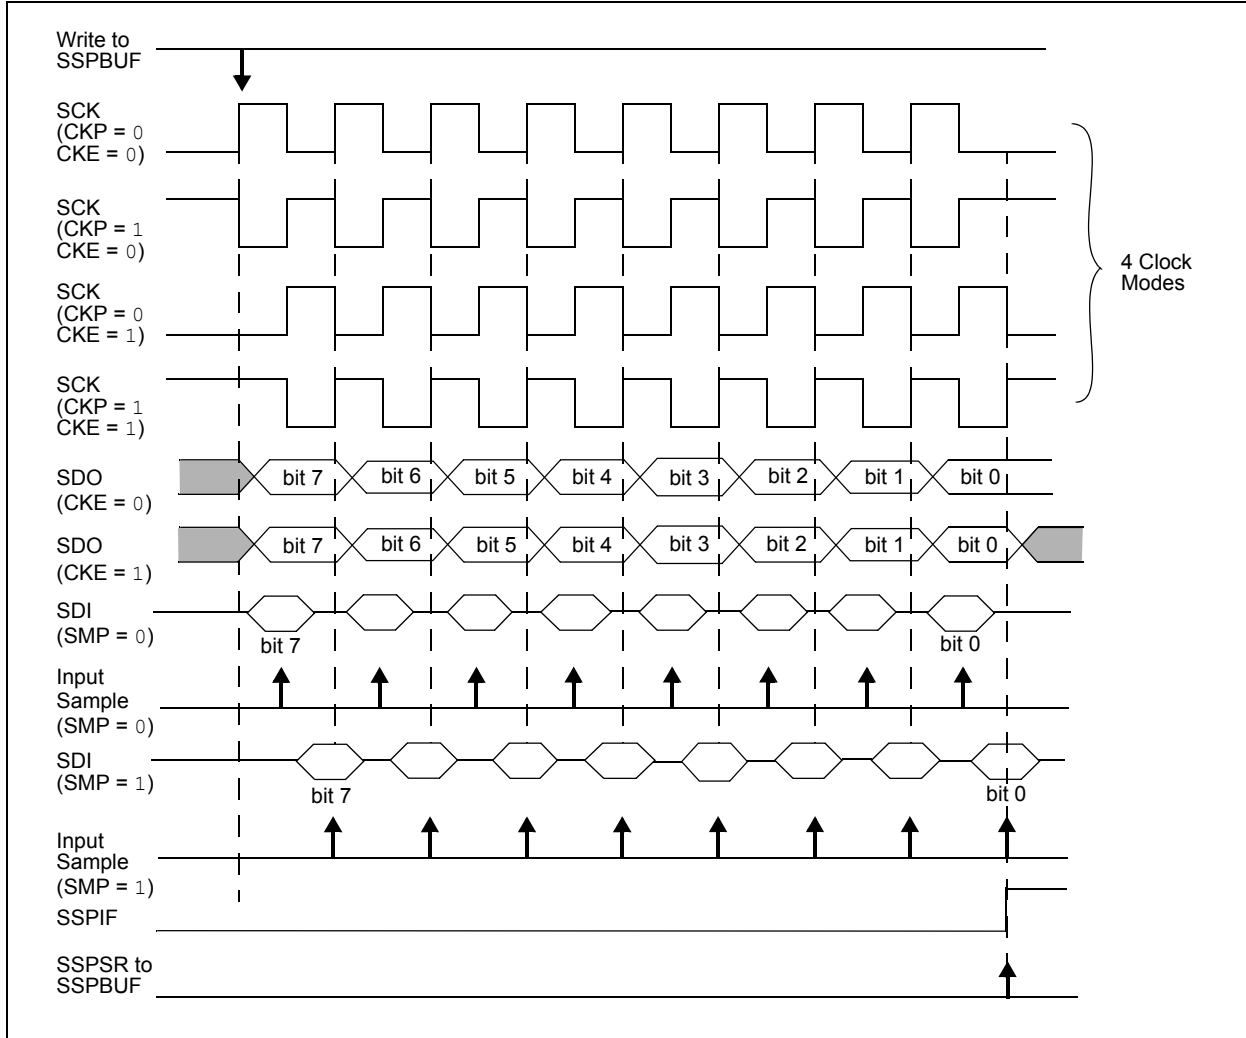 Write to
SSPBUF
SCK
(CKP = 0
CKE = 0)
SCK
(CKP = 1
CKE = 0)
SCK
(CKP = 0
CKE = 1)
SCK
(CKP = 1
CKE = 1)
4 Clock
Modes
SDO
(CKE = 0)
bit 7 bit 6 bit 5 bit 4 bit 3 bit 2 bit 1 bit 0
SDO
(CKE = 1)
bit 7 bit 6 bit 5 bit 4 bit 3 bit 2 bit 1 bit 0
SDI
(SMP = 0)
bit 7 bit 0
Input
Sample
(SMP = 0)
SDI
(SMP = 1)
bit 7 bit 0
Input
Sample
(SMP = 1)
SSPIF
SSPSR to
SSPBUF